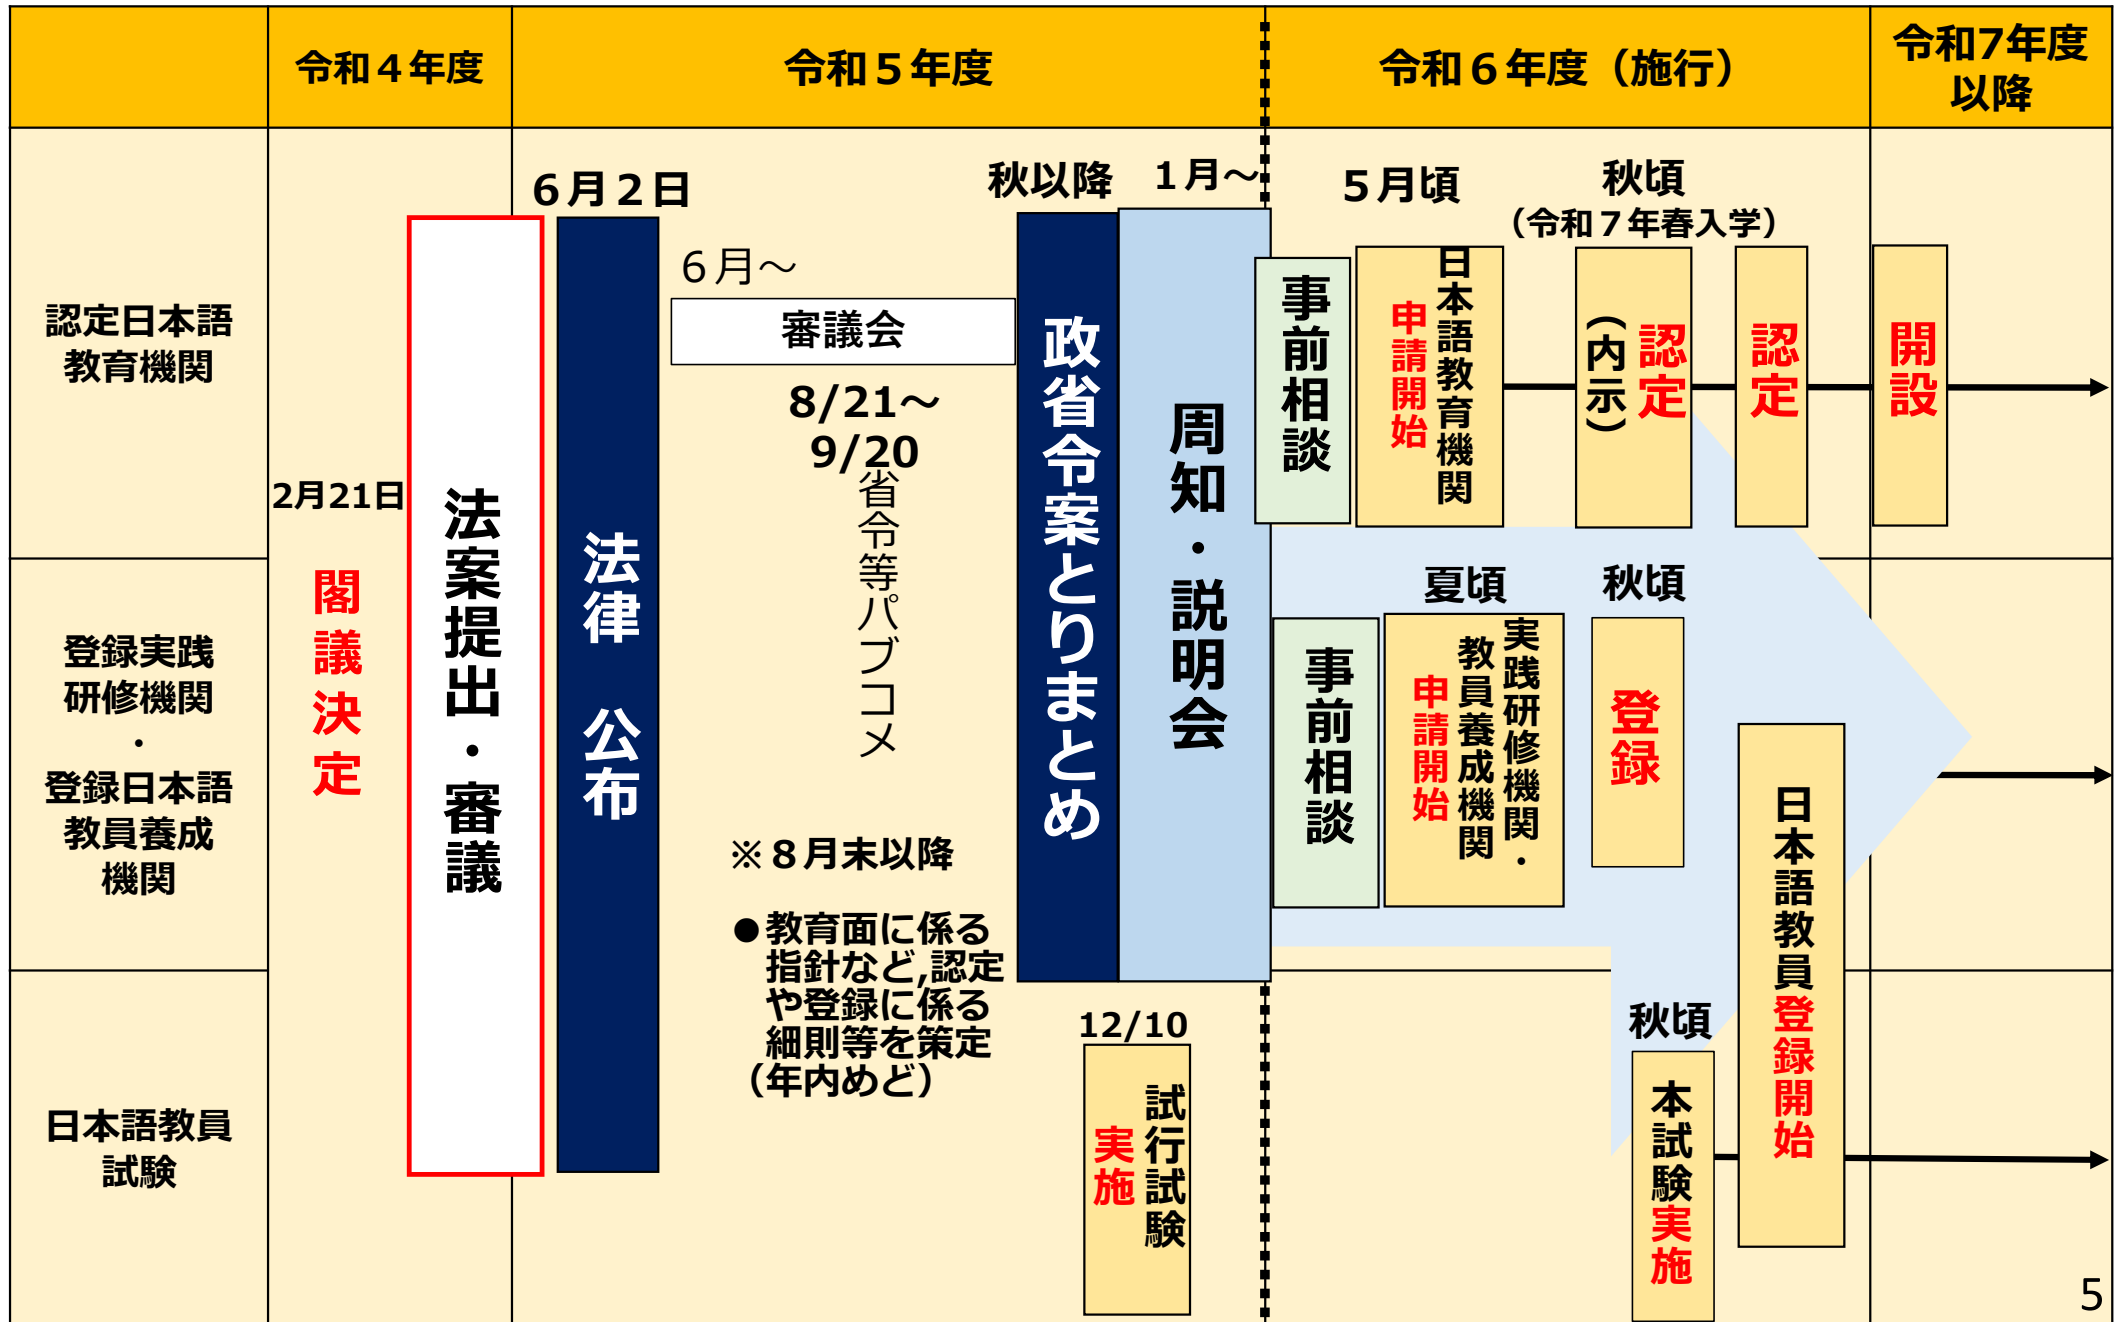 令和４年度
令和５年度
令和６年度（施行）
令和7年度
以降
認定日本語
教育機関
登録実践
研修機関
・
登録日本語
教員養成
機関
日本語教員
試験
2月21日
閣議決定
法案提出・審議
６月２日
法律　公布
６月～
審議会
8/21～
9/20
省令等パブコメ
※８月末以降
●教育面に係る
指針など,認定
や登録に係る
細則等を策定
（年内めど）
秋以降
政省令案とりまとめ
１月～
周知・説明会
12/10
試行試験
実施
事前相談
５月頃
日本語教育機関
申請開始
秋頃
（令和７年春入学）
認定
（内示）
認定
開設
事前相談
夏頃
実践研修機関・
教員養成機関
申請開始
秋頃
登録
秋頃
本試験実施
日本語教員登録開始
5